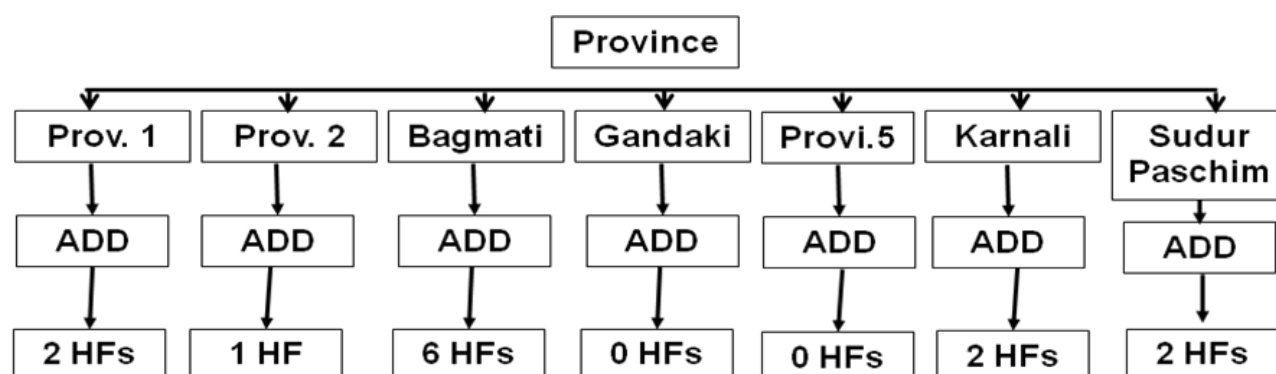 Province
Prov. 1
Prov. 2
Bagmati
Gandaki
Provi.5
Karnali
Sudur
Paschim
ADD
ADD
ADD
ADD
ADD
ADD
ADD
2 HFs
1 HF
6 HFs
0 HFs
0 HFs
2 HFs
2 HFs